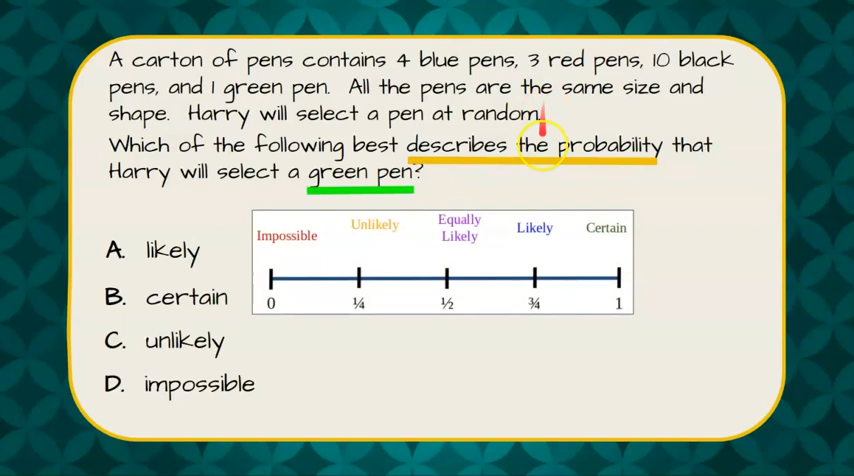 A carton of pens contains 4 blue pens, 3 red pens, 10 black
pens, and 1 green pen. All the pens are the same size and
shape. Harry will select a pen at random.
Which of the following best describes the probability that
Harry will select a green pen?
A. likely
B. certain
C. unlikely
D. impossible
Impossible Unlikely Equally Likely Likely Certain
0 ¼ ½ ¾ 1